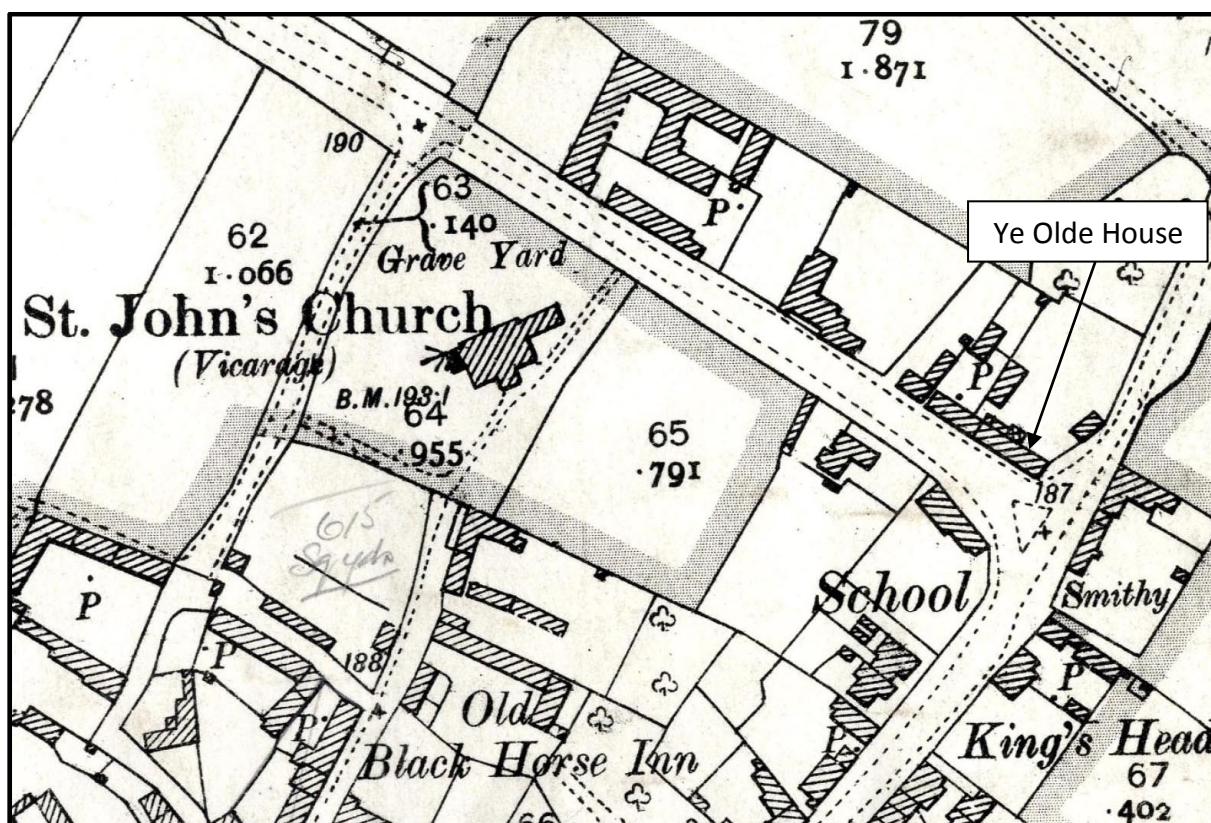 79
1·871
190
63
·140
Grave Yard
62
1·066
Ye Olde House
P
St. John's Church
(Vicarage)
B.M.193·1
64
·955
278
65
·791
P
187
615
Sq yds
School
Smithy
P
P
188
P
Old
Black Horse Inn
P
P
King's Head
67
·402
66